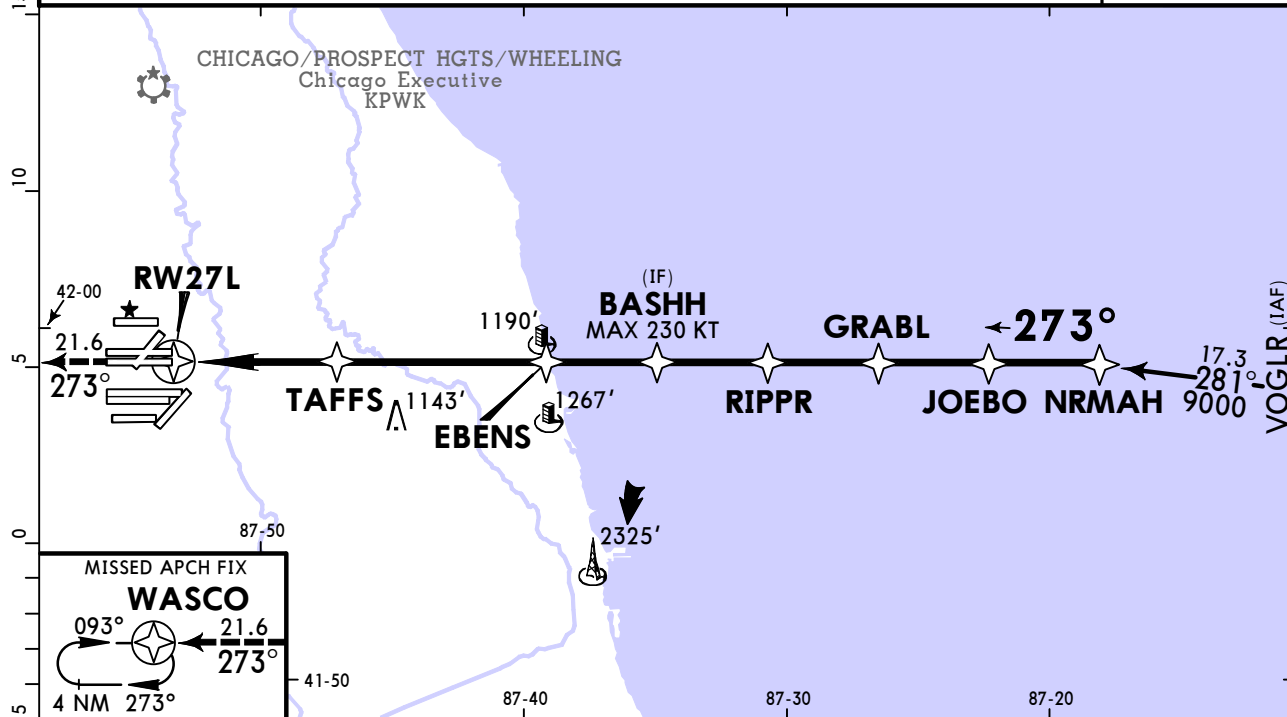 CHICAGO/PROSPECT HGTS/WHEELING
Chicago Executive
KPWK
10
5
0
5
42-00
RW27L
21.6
273°
TAFFS
1143'
1190'
EBENS
1267'
(IF)
BASHH
MAX 230 KT
RIPPR
GRABL
273°
JOEBO
NRMAH
17.3
281°
9000
VOGLR (IAF)
2325'
87-50
MISSED APCH FIX
WASCO
093°
21.6
273°
4 NM
273°
41-50
87-40
87-30
87-20